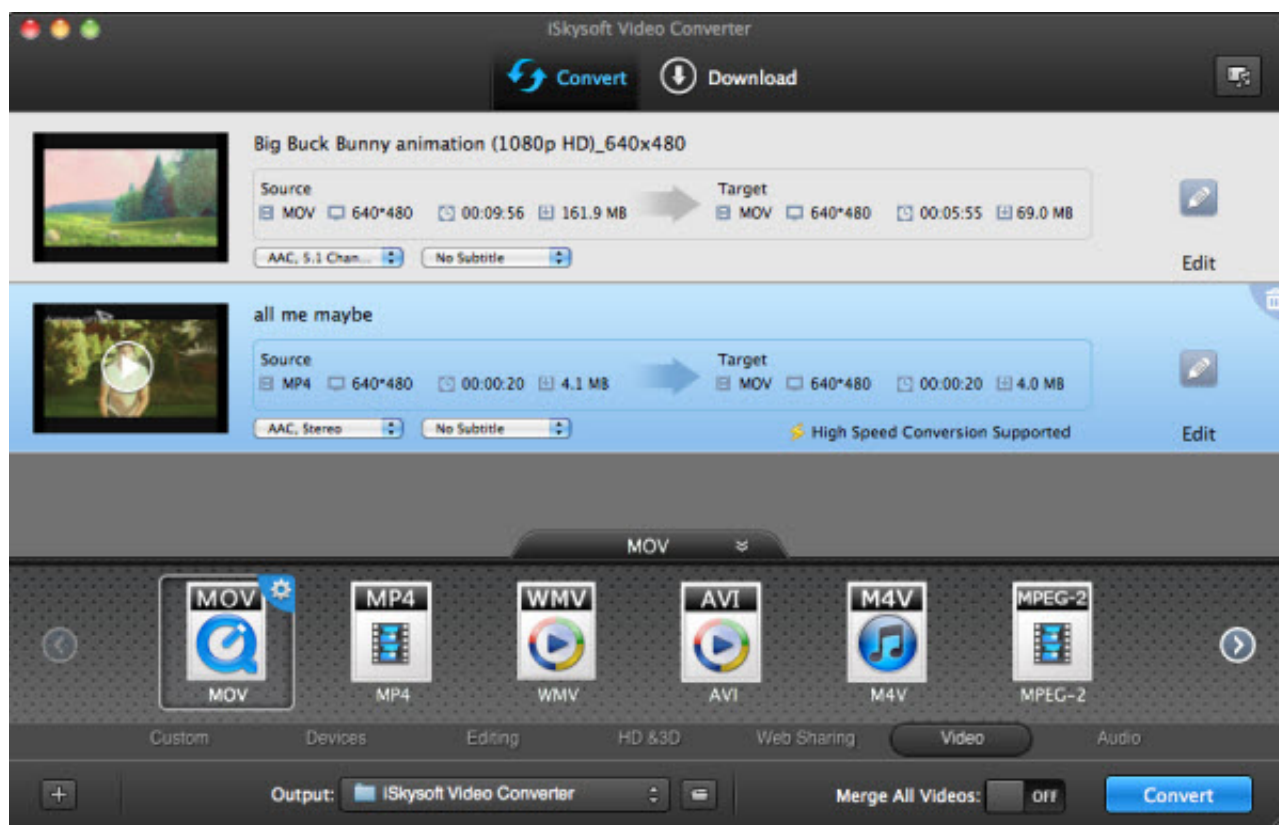 iSkysoft Video Converter
Convert
Download
Big Buck Bunny animation (1080p HD)_640x480
Source
MOV 640*480 00:09:56 161.9 MB
Target
MOV 640*480 00:05:55 69.0 MB
AAC, 5.1 Chan...
No Subtitle
Edit
all me maybe
Source
MP4 640*480 00:00:20 4.1 MB
Target
MOV 640*480 00:00:20 4.0 MB
AAC, Stereo
No Subtitle
High Speed Conversion Supported
Edit
MOV
MOV MP4 WMV AVI M4V MPEG-2
MOV MP4 WMV AVI M4V MPEG-2
Custom Devices Editing HD &3D Web Sharing Video Audio
Output: iSkysoft Video Converter
Merge All Videos: OFF
Convert